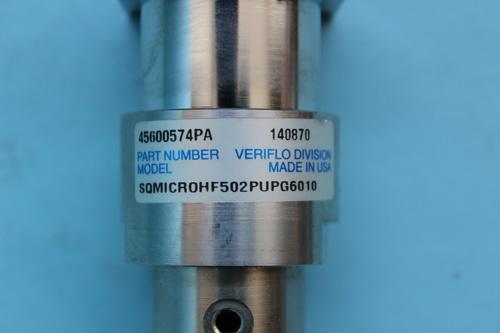 45600574PA 140870
PART NUMBER VERIFLO DIVISION
MODEL MADE IN USA
SQMICROHF502PUPG6010